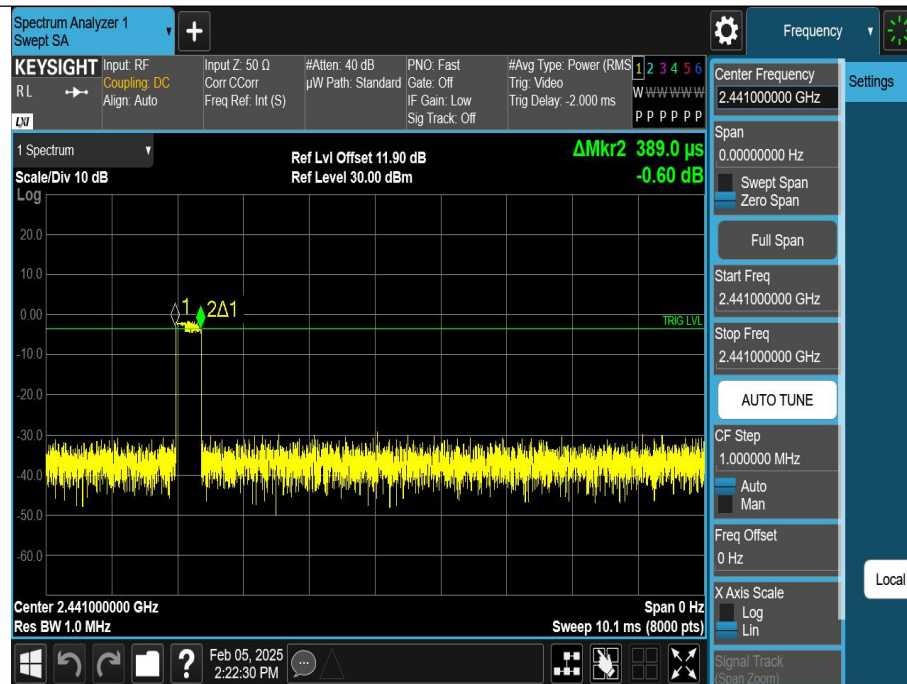 Spectrum Analyzer 1
Swept SA
+
Frequency
KEYSIGHT
RL
LXI
Input: RF
Coupling: DC
Align: Auto
Input Z: 50 Ω
Corr CCorr
Freq Ref: Int (S)
#Atten: 40 dB
µW Path: Standard
PNO: Fast
Gate: Off
IF Gain: Low
Sig Track: Off
#Avg Type: Power (RMS
Trig: Video
Trig Delay: -2.000 ms
1 2 3 4 5 6
W W W W W W
P P P P P P
Center Frequency
2.441000000 GHz
Settings
1 Spectrum
Scale/Div 10 dB
Ref Lvl Offset 11.90 dB
Ref Level 30.00 dBm
ΔMkr2 389.0 µs
-0.60 dB
Log
20.0
10.0
0.00
-10.0
-20.0
-30.0
-40.0
-50.0
-60.0
1
2Δ1
TRIG LVL
Center 2.441000000 GHz
Res BW 1.0 MHz
Span 0 Hz
Sweep 10.1 ms (8000 pts)
Span
0.00000000 Hz
Swept Span
Zero Span
Full Span
Start Freq
2.441000000 GHz
Stop Freq
2.441000000 GHz
AUTO TUNE
CF Step
1.000000 MHz
Auto
Man
Freq Offset
0 Hz
X Axis Scale
Log
Lin
Signal Track
(Span Zoom)
Local
?
Feb 05, 2025
2:22:30 PM